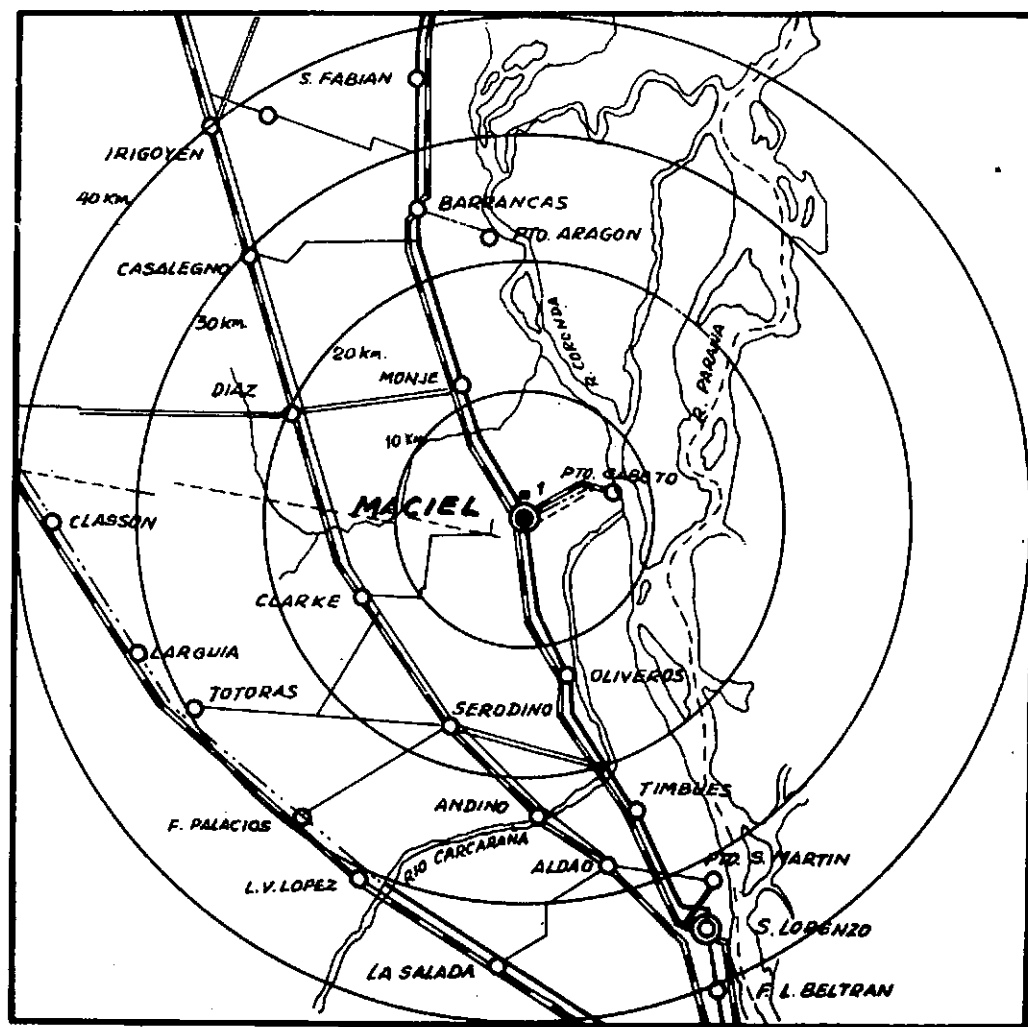 S. FABIAN
IRIGOYEN
40 Km.
BARRANCAS
PTO. ARAGON
CASALEGNO
30 Km.
20 Km.
R. CORONDA
R. PARANA
DIAZ
MONJE
10 Km
PTO. GABOTO
1
MACIEL
CLASSON
CLARKE
LARGUIA
OLIVEROS
TOTORAS
SERODINO
TIMBUES
ANDINO
F. PALACIOS
RIO CARCARANA
ALDAO
PTO. S. MARTIN
L.V. LOPEZ
S. LORENZO
LA SALADA
F. L. BELTRAN